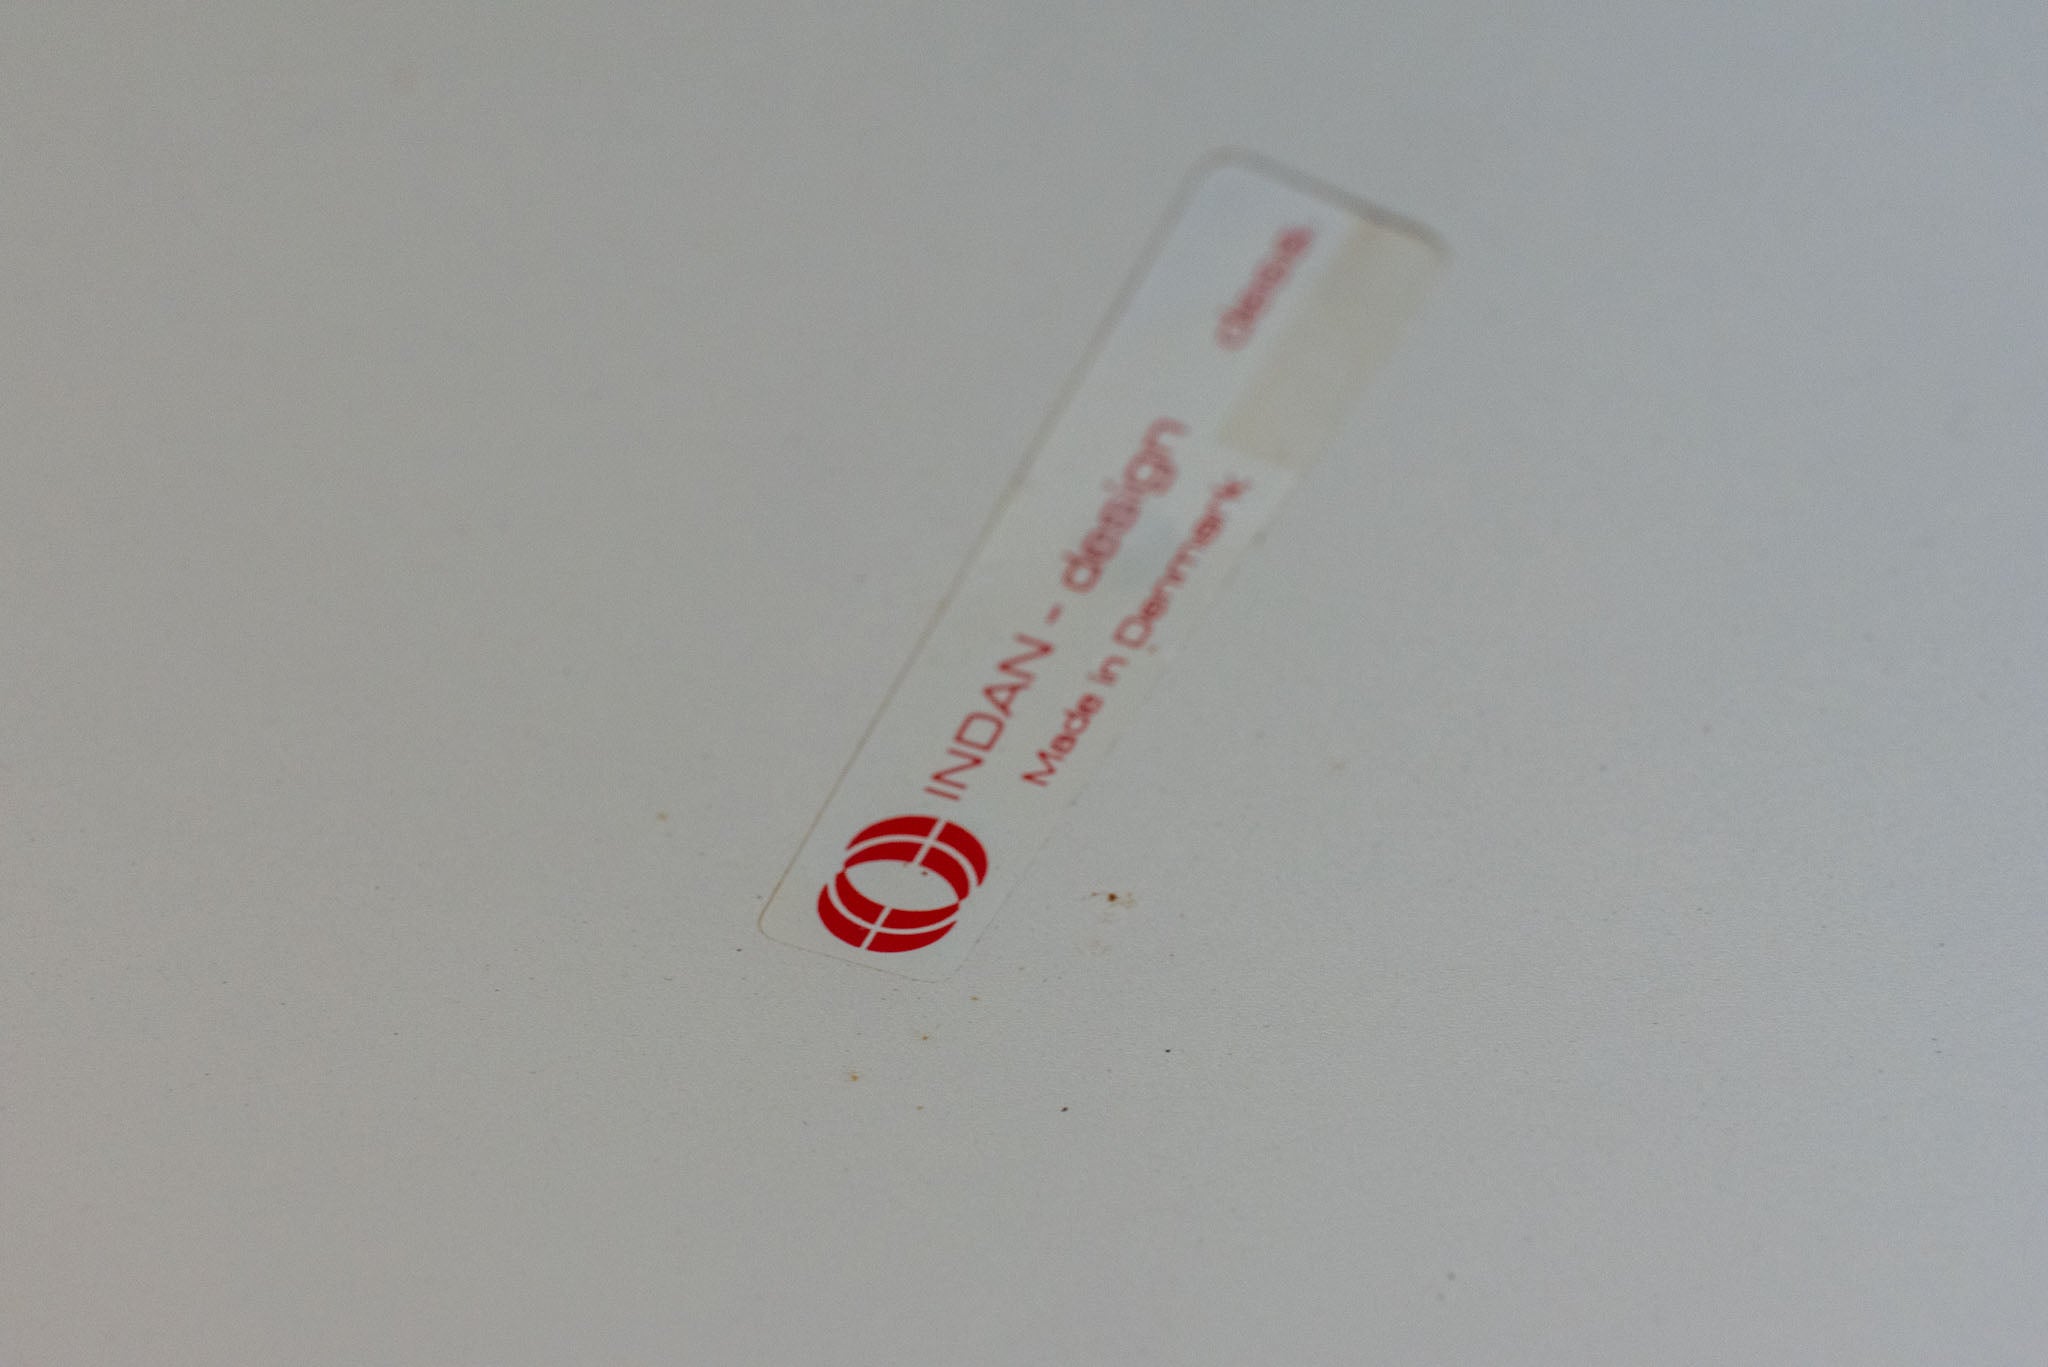 INDAN - design
Made in Denmark